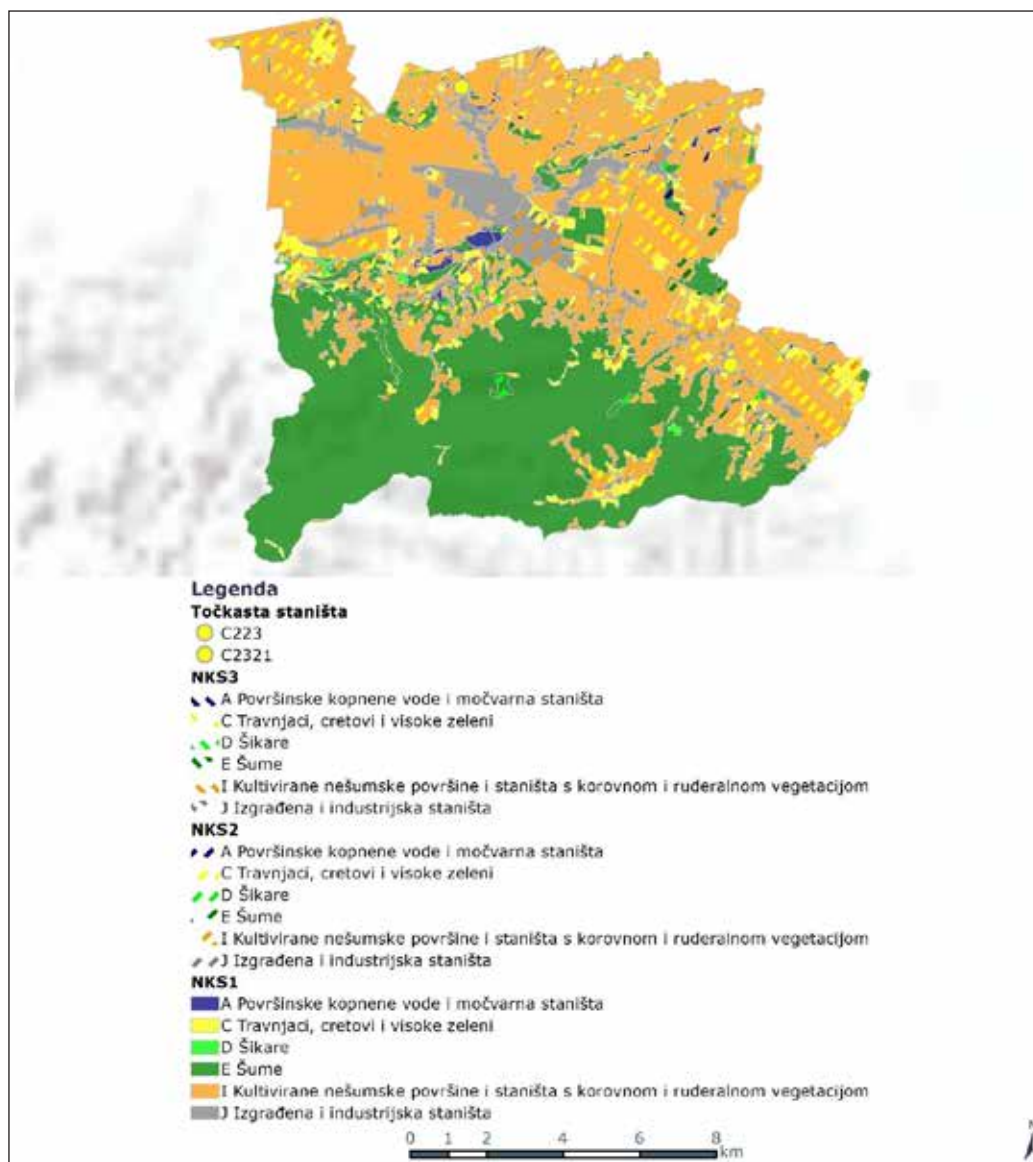 Legenda
Točkasta staništa
C223
C2321
NKS3
A Površinske kopnene vode i močvarna staništa
C Travnjaci, cretovi i visoke zeleni
D Šikare
E Šume
I Kultivirane nešumske površine i staništa s korovnom i ruderalnom vegetacijom
J Izgrađena i industrijska staništa
NKS2
A Površinske kopnene vode i močvarna staništa
C Travnjaci, cretovi i visoke zeleni
D Šikare
E Šume
I Kultivirane nešumske površine i staništa s korovnom i ruderalnom vegetacijom
J Izgrađena i industrijska staništa
NKS1
A Površinske kopnene vode i močvarna staništa
C Travnjaci, cretovi i visoke zeleni
D Šikare
E Šume
I Kultivirane nešumske površine i staništa s korovnom i ruderalnom vegetacijom
J Izgrađena i industrijska staništa
0 1 2 4 6 8
km
N